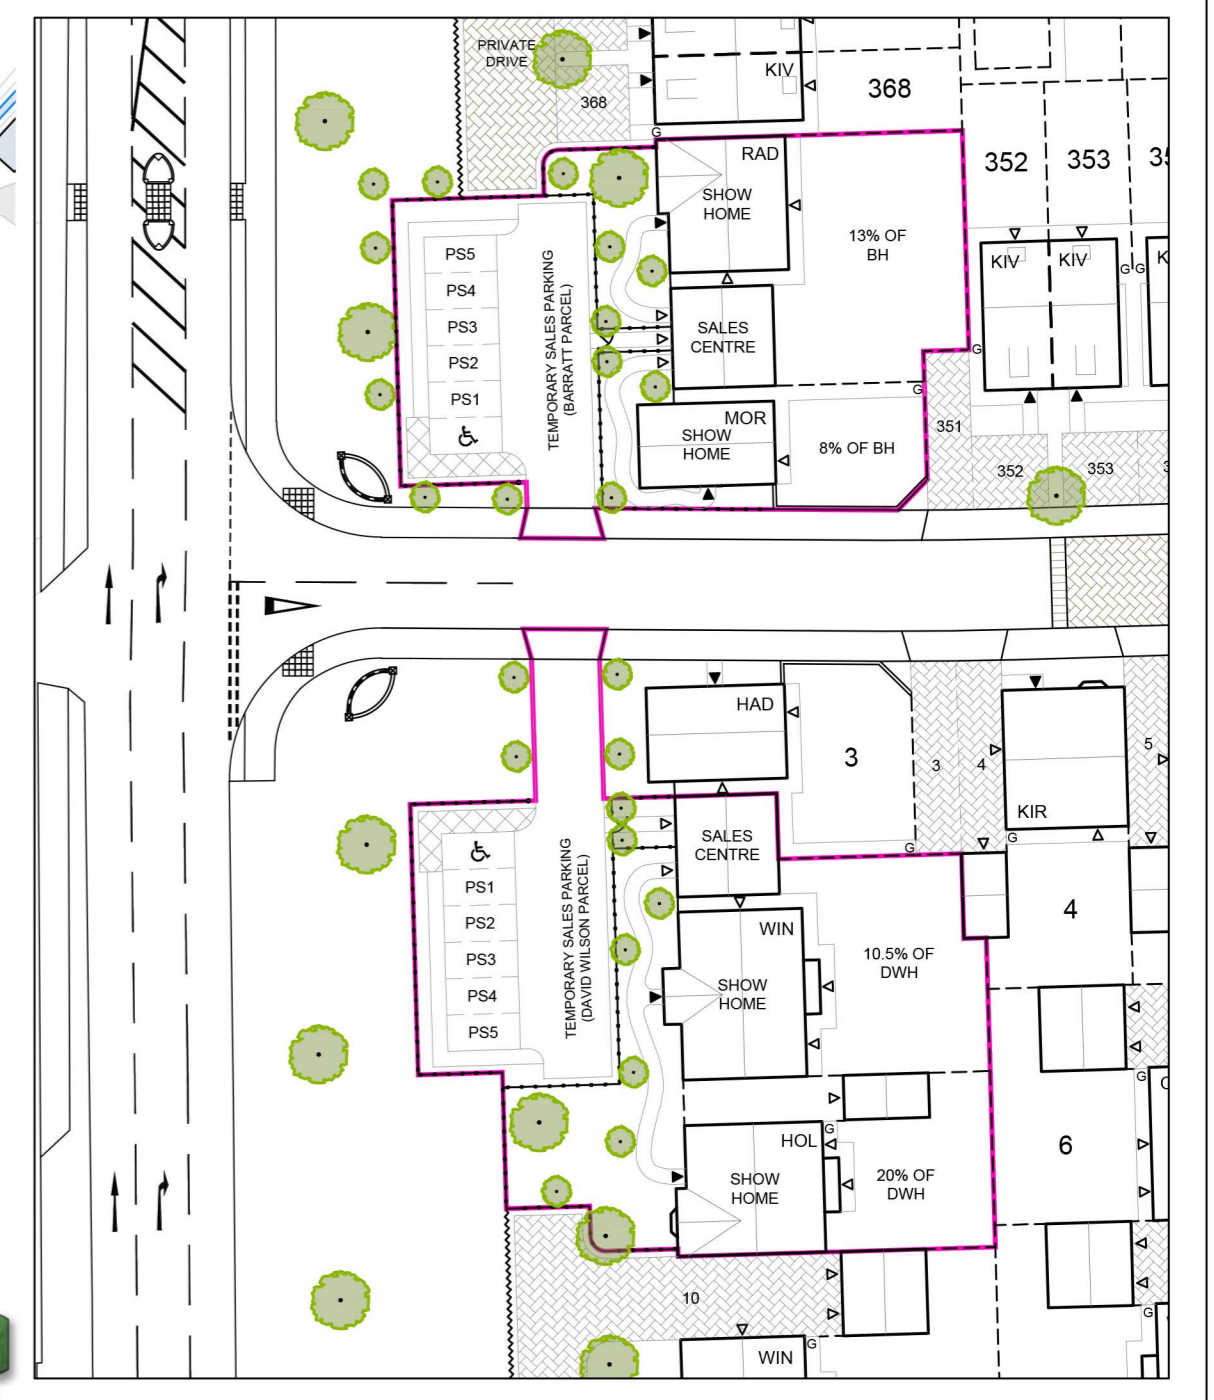 PRIVATE
DRIVE
368
KIV
368
G
RAD
SHOW
HOME
13% OF
BH
352
353
35
KIV
KIV
G
G
K
G
PS5
PS4
PS3
PS2
PS1
TEMPORARY SALES PARKING
(BARRATT PARCEL)
SALES
CENTRE
G
MOR
SHOW
HOME
8% OF BH
351
352
353
3
HAD
3
3
4
5
KIR
G
G
SALES
CENTRE
PS1
PS2
PS3
PS4
PS5
TEMPORARY SALES PARKING
(DAVID WILSON PARCEL)
WIN
SHOW
HOME
10.5% OF
DWH
4
G
HOL
G
SHOW
HOME
20% OF
DWH
6
10
G
WIN
G